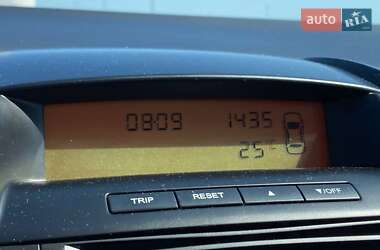 auto RIA
0809 1435
25°C
TRIP RESET ▲ ▼/OFF